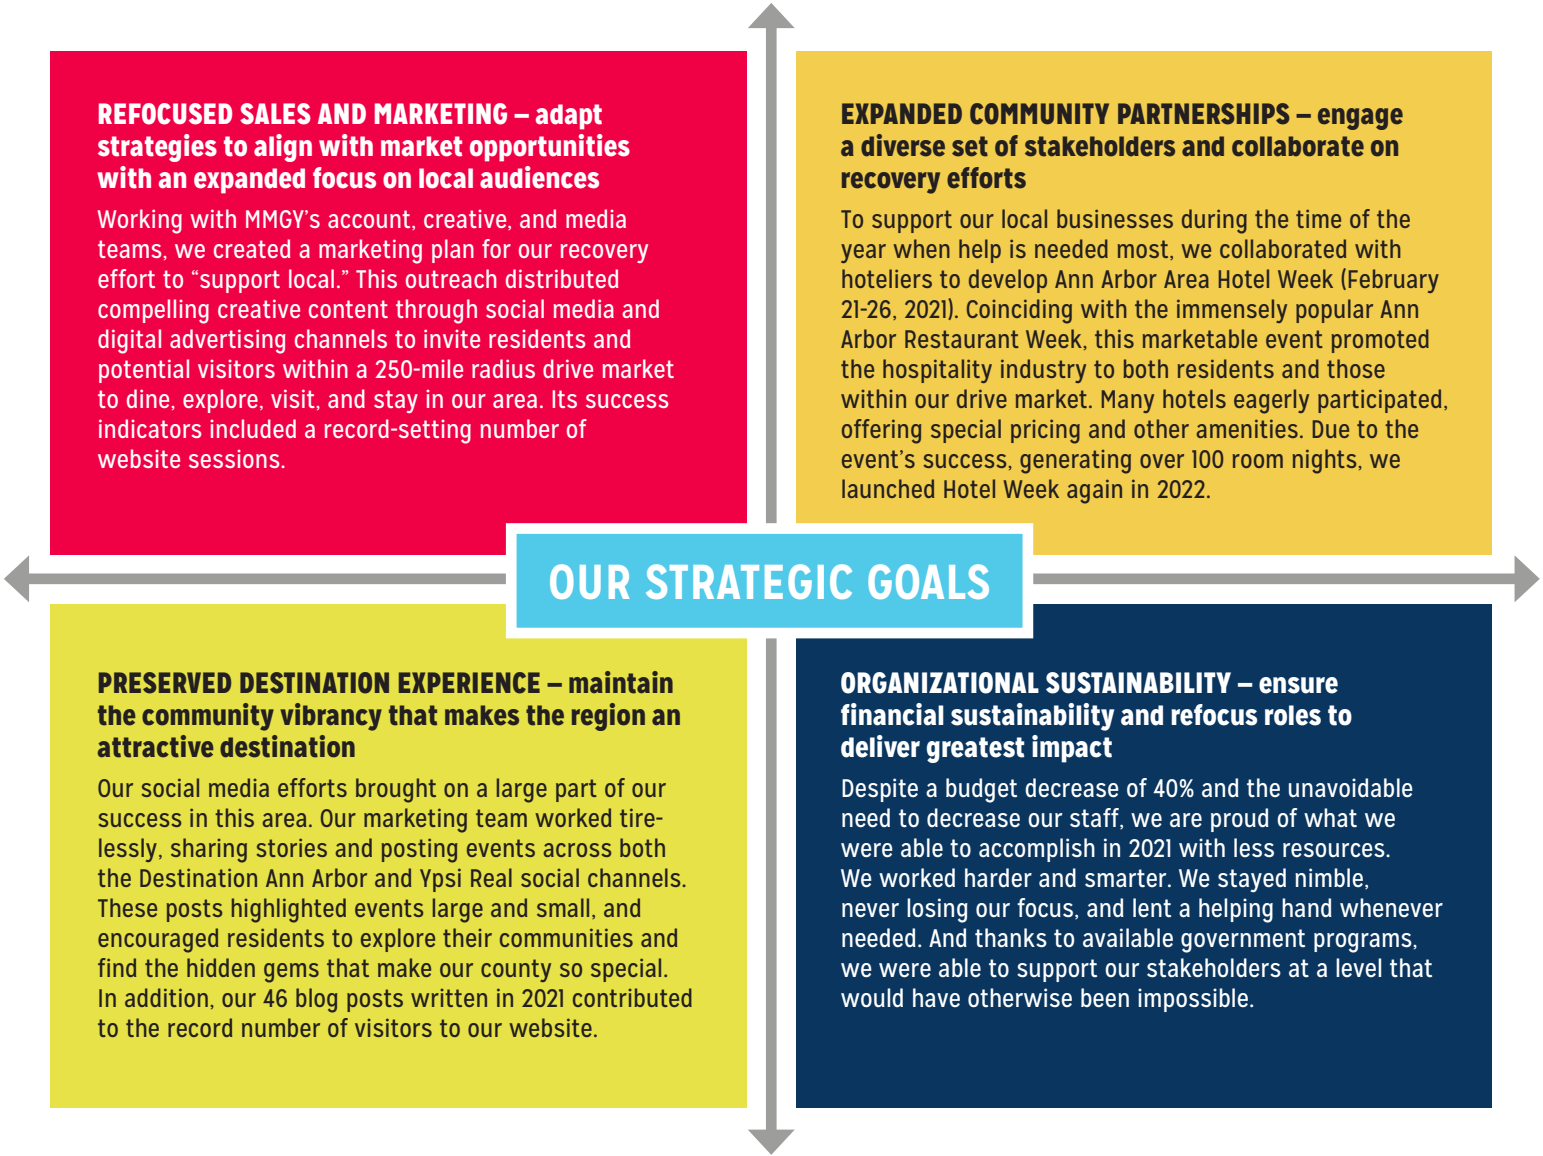 REFOCUSED SALES AND MARKETING – adapt
strategies to align with market opportunities
with an expanded focus on local audiences
Working with MMGY’s account, creative, and media
teams, we created a marketing plan for our recovery
effort to “support local.” This outreach distributed
compelling creative content through social media and
digital advertising channels to invite residents and
potential visitors within a 250-mile radius drive market
to dine, explore, visit, and stay in our area. Its success
indicators included a record-setting number of
website sessions.
EXPANDED COMMUNITY PARTNERSHIPS – engage
a diverse set of stakeholders and collaborate on
recovery efforts
To support our local businesses during the time of the
year when help is needed most, we collaborated with
hoteliers to develop Ann Arbor Area Hotel Week (February
21-26, 2021). Coinciding with the immensely popular Ann
Arbor Restaurant Week, this marketable event promoted
the hospitality industry to both residents and those
within our drive market. Many hotels eagerly participated,
offering special pricing and other amenities. Due to the
event’s success, generating over 100 room nights, we
launched Hotel Week again in 2022.
OUR STRATEGIC GOALS
PRESERVED DESTINATION EXPERIENCE – maintain
the community vibrancy that makes the region an
attractive destination
Our social media efforts brought on a large part of our
success in this area. Our marketing team worked tire-
lessly, sharing stories and posting events across both
the Destination Ann Arbor and Ypsi Real social channels.
These posts highlighted events large and small, and
encouraged residents to explore their communities and
find the hidden gems that make our county so special.
In addition, our 46 blog posts written in 2021 contributed
to the record number of visitors to our website.
ORGANIZATIONAL SUSTAINABILITY – ensure
financial sustainability and refocus roles to
deliver greatest impact
Despite a budget decrease of 40% and the unavoidable
need to decrease our staff, we are proud of what we
were able to accomplish in 2021 with less resources.
We worked harder and smarter. We stayed nimble,
never losing our focus, and lent a helping hand whenever
needed. And thanks to available government programs,
we were able to support our stakeholders at a level that
would have otherwise been impossible.